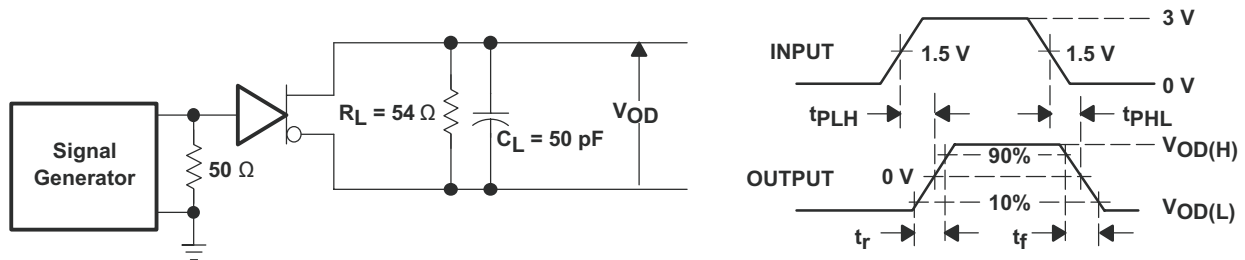 Signal
Generator
50 Ω
R_L = 54 Ω
C_L = 50 pF
V_OD
INPUT
3 V
1.5 V
1.5 V
0 V
t_PLH
t_PHL
OUTPUT
0 V
90%
10%
V_OD(H)
V_OD(L)
t_r
t_f